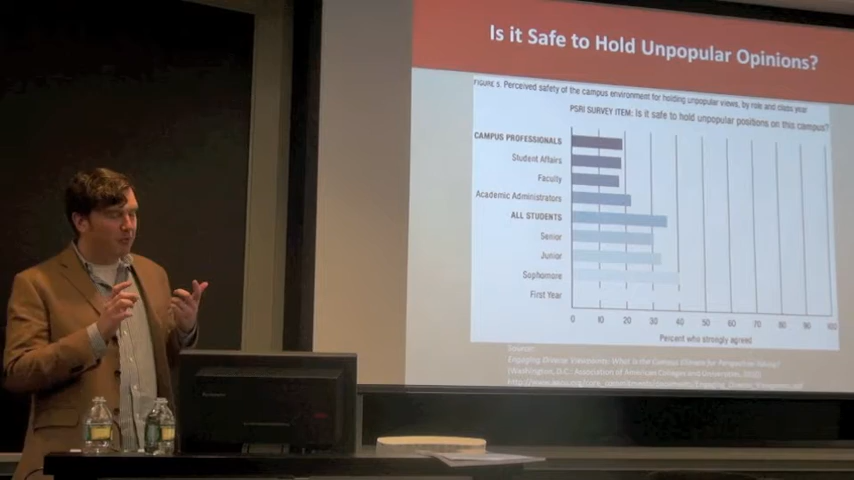 Is it Safe to Hold Unpopular Opinions?
FIGURE 5. Perceived safety of the campus environment for holding unpopular views, by role and class year
PSRI SURVEY ITEM: Is it safe to hold unpopular positions on this campus?
CAMPUS PROFESSIONALS
Student Affairs
Faculty
Academic Administrators
ALL STUDENTS
Senior
Junior
Sophomore
First Year
0 10 20 30 40 50 60 70 80 90 100
Percent who strongly agreed
Source:
Engaging Diverse Viewpoints: What Is the Campus Climate for Perspective-Taking?
(Washington, D.C.: Association of American Colleges and Universities,